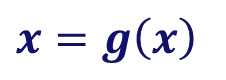 x = g(x)